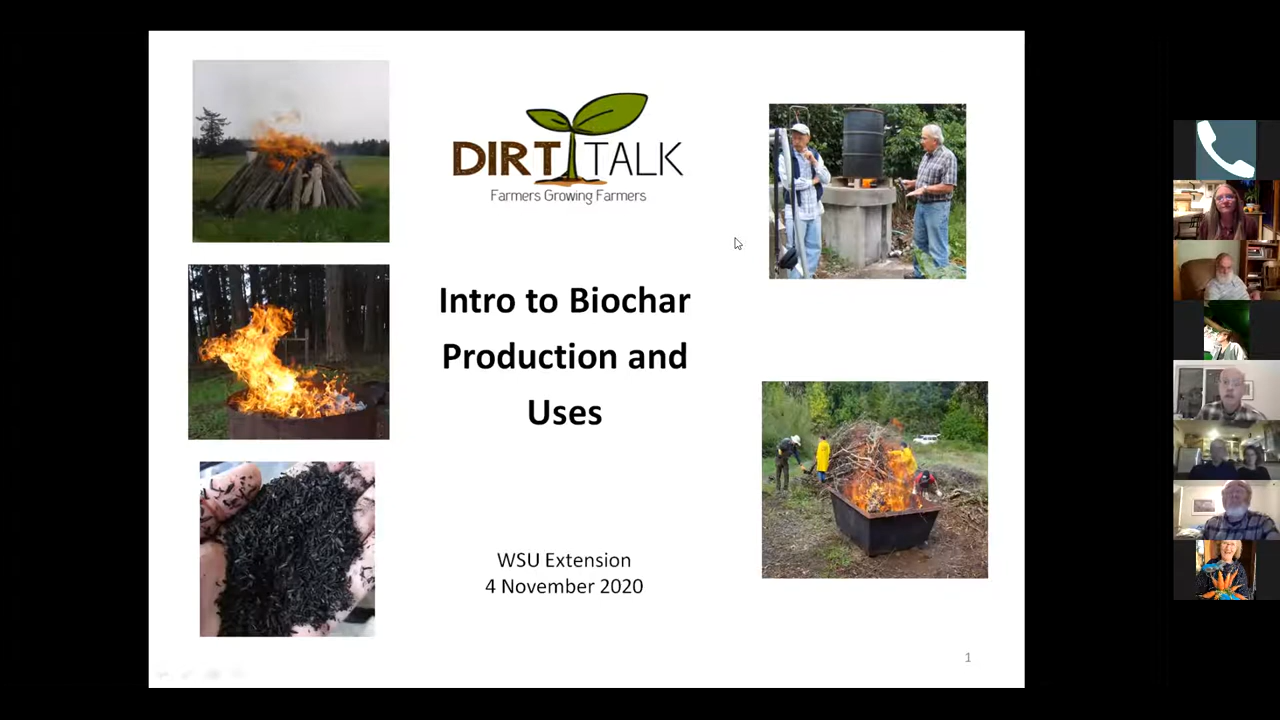 DIRT TALK
Farmers Growing Farmers
Intro to Biochar
Production and
Uses
WSU Extension
4 November 2020
1